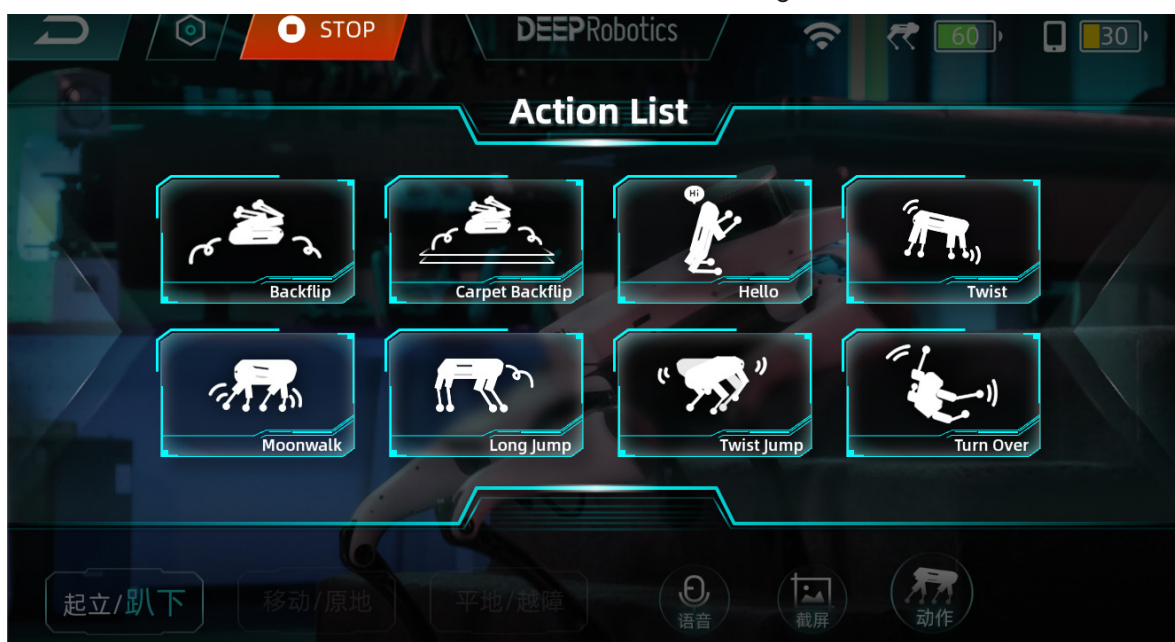 STOP
DEEPRobotics
60
30
Action List
Hi
Backflip
Carpet Backflip
Hello
Twist
Moonwalk
Long Jump
Twist Jump
Turn Over
起立/趴下
移动/原地
平地/越障
语音
截屏
动作